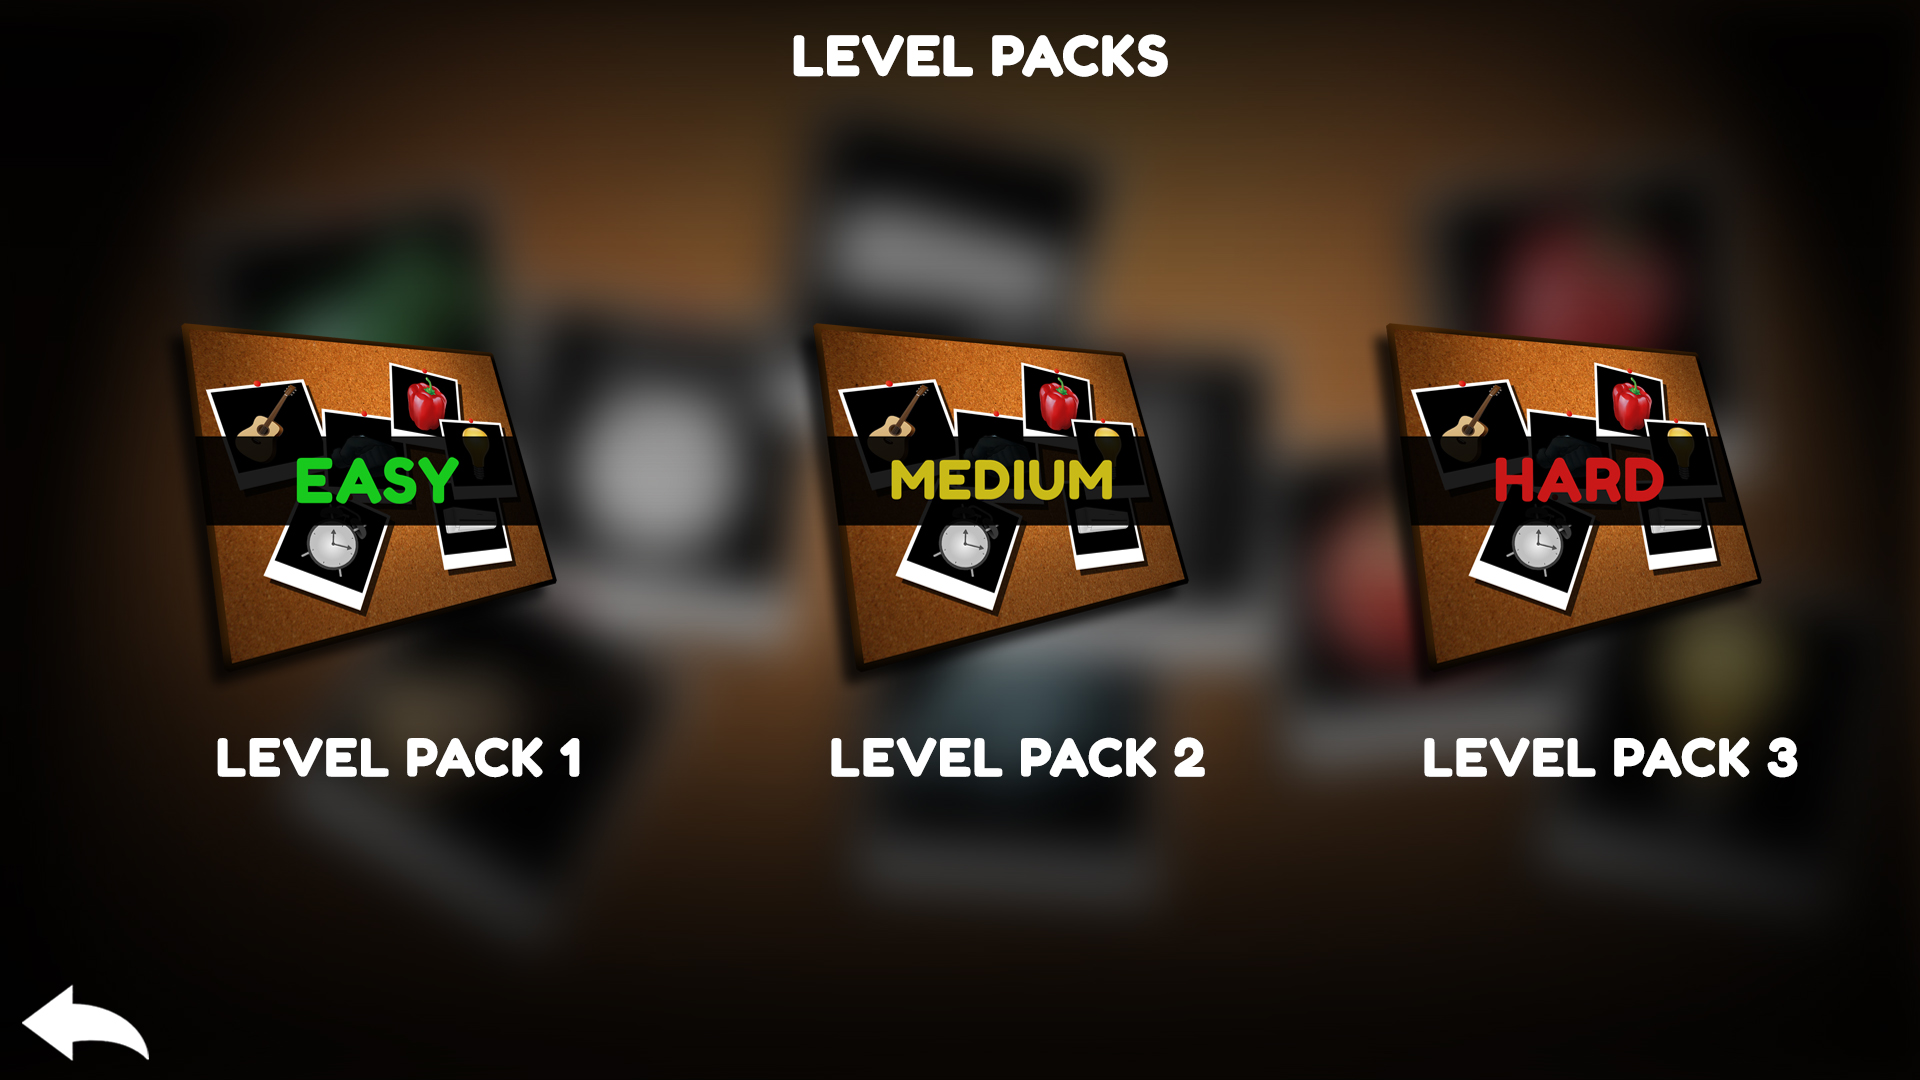 LEVEL PACKS
EASY
MEDIUM
HARD
LEVEL PACK 1
LEVEL PACK 2
LEVEL PACK 3